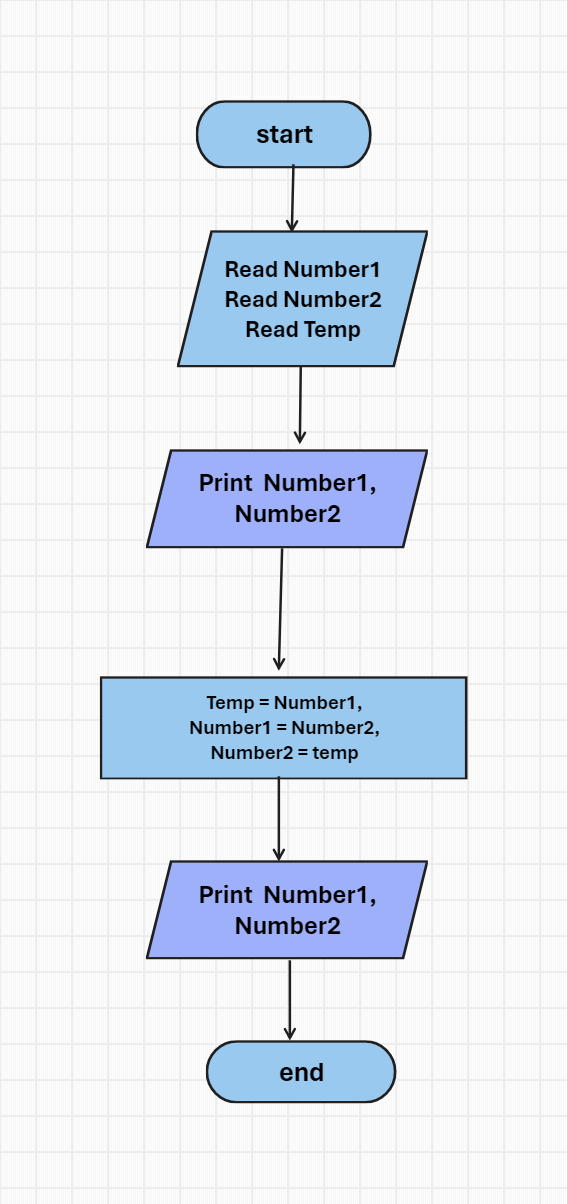 start
Read Number1
Read Number2
Read Temp
Print  Number1,
Number2
Temp = Number1,
Number1 = Number2,
Number2 = temp
Print  Number1,
Number2
end